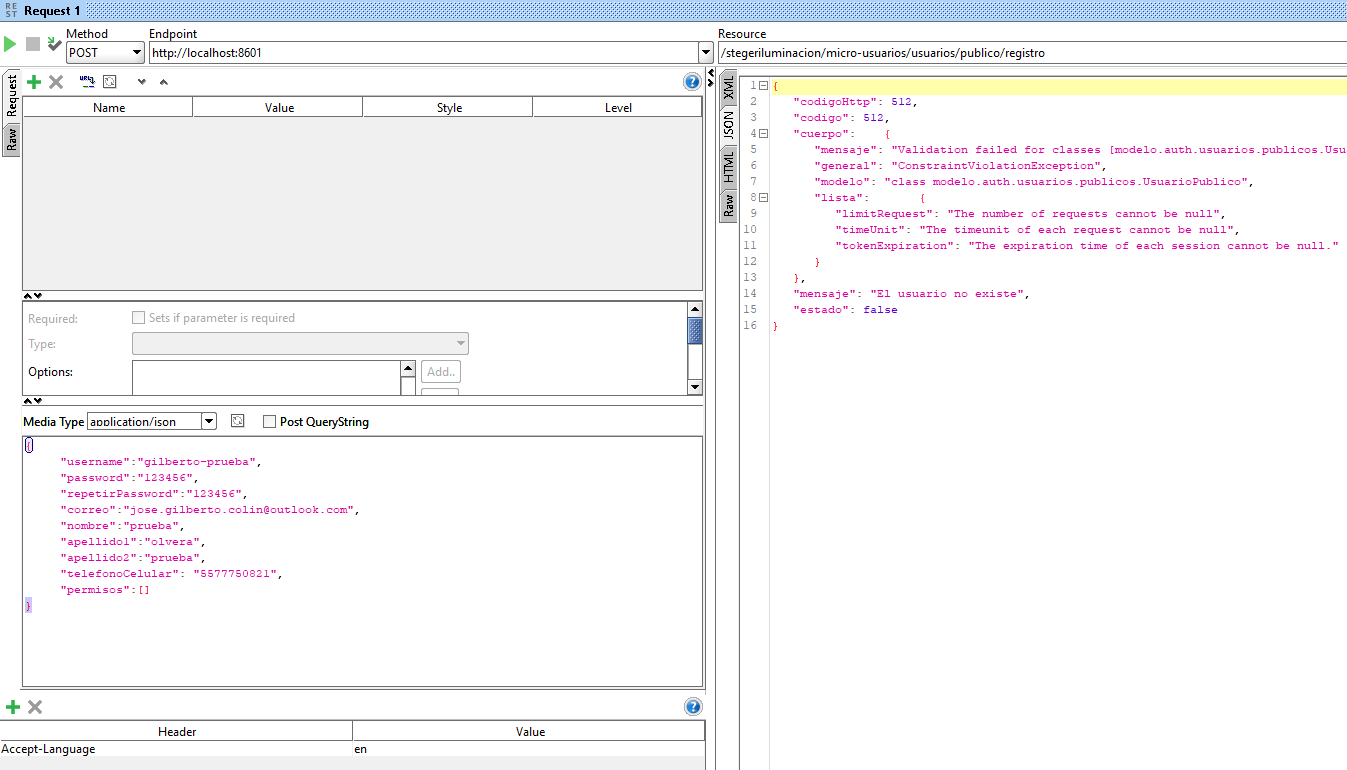 RE
ST
Request 1
Method
Endpoint
Resource
POST
http://localhost:8601
/stegeriluminacion/micro-usuarios/usuarios/publico/registro
Request
Raw
URL
?
Name Value Style Level
Required:
Sets if parameter is required
Type:
Options:
Add..
Media Type application/json
Post QueryString
{
"username":"gilberto-prueba",
"password":"123456",
"repetirPassword":"123456",
"correo":"jose.gilberto.colin@outlook.com",
"nombre":"prueba",
"apellido1":"olvera",
"apellido2":"prueba",
"telefonoCelular": "5577750821",
"permisos":[]
}
?
Header Value
Accept-Language en
XML
JSON
HTML
Raw
1 {
2 "codigoHttp": 512,
3 "codigo": 512,
4 "cuerpo": {
5 "mensaje": "Validation failed for classes [modelo.auth.usuarios.publicos.Usu
6 "general": "ConstraintViolationException",
7 "modelo": "class modelo.auth.usuarios.publicos.UsuarioPublico",
8 "lista": {
9 "limitRequest": "The number of requests cannot be null",
10 "timeUnit": "The timeunit of each request cannot be null",
11 "tokenExpiration": "The expiration time of each session cannot be null."
12 }
13 },
14 "mensaje": "El usuario no existe",
15 "estado": false
16 }